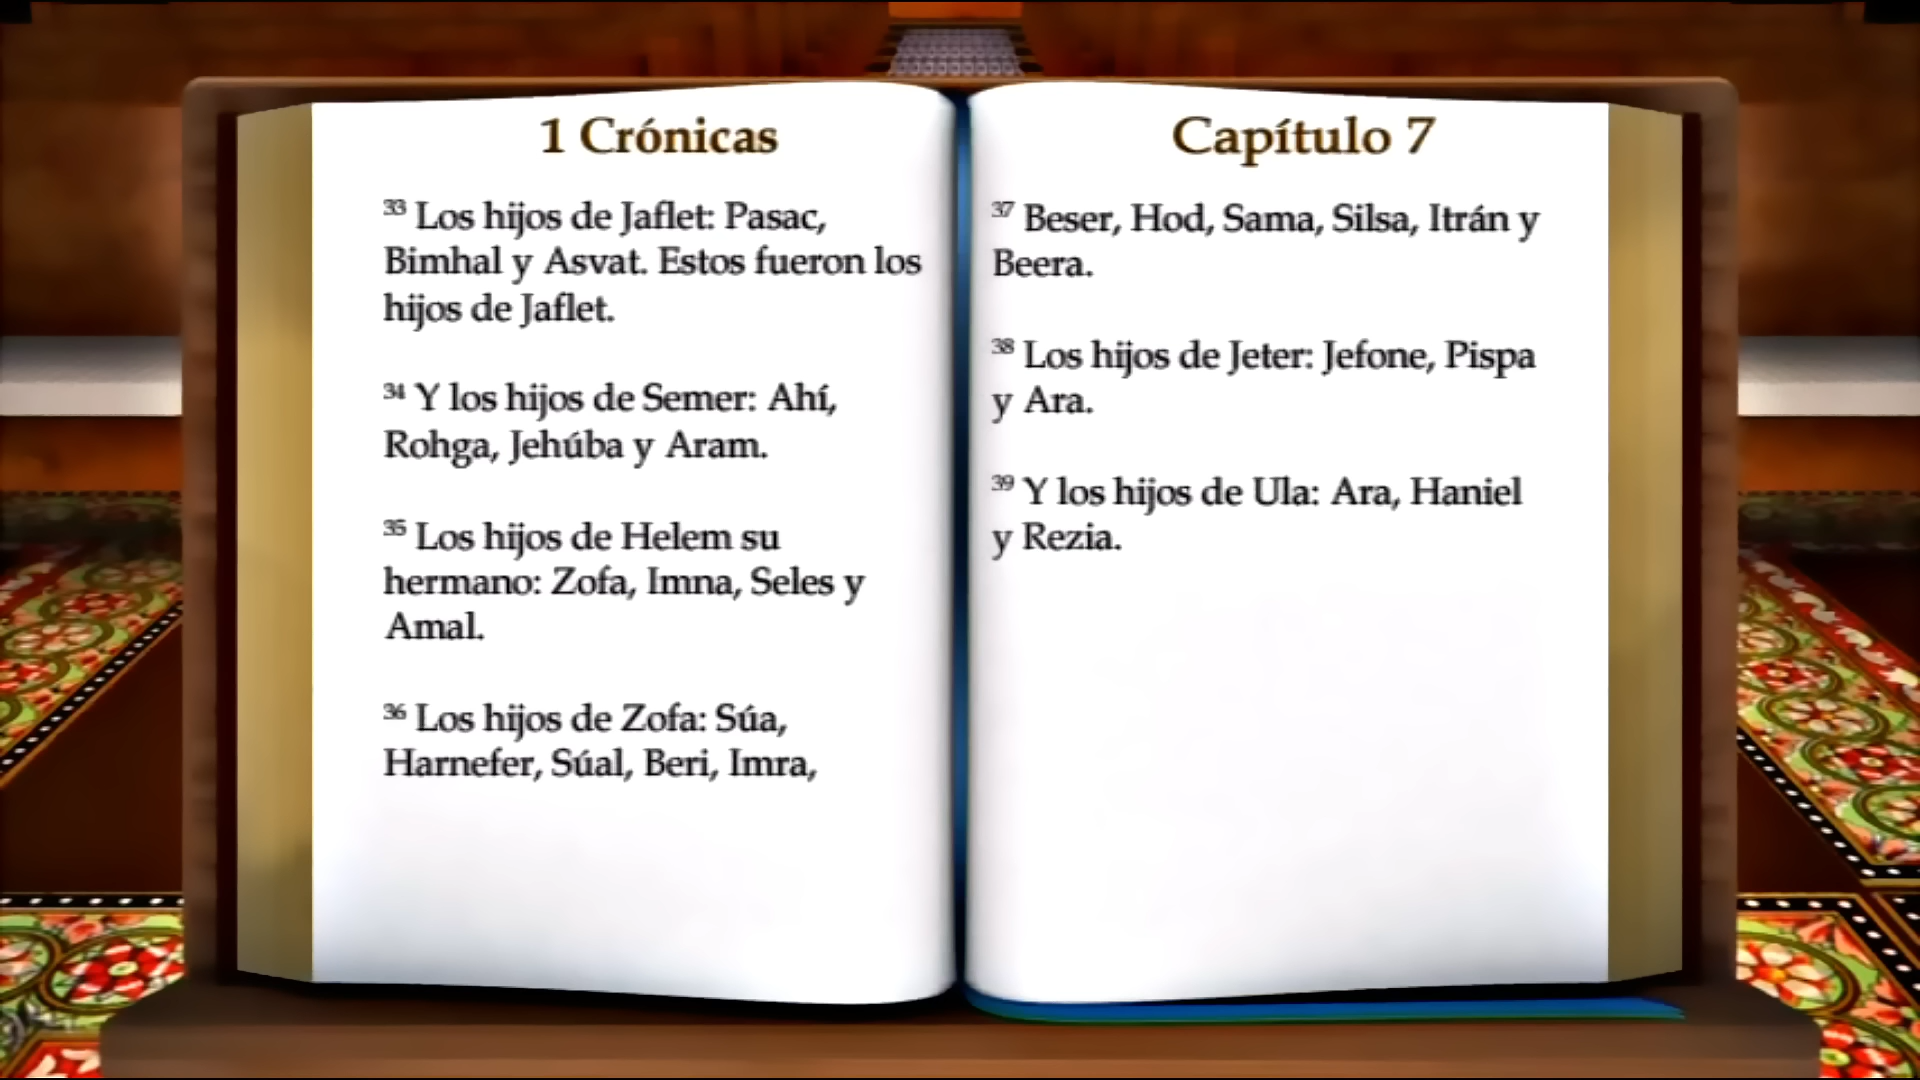 1 Crónicas
33 Los hijos de Jaflet: Pasac,
Bimhal y Asvat. Estos fueron los
hijos de Jaflet.
34 Y los hijos de Semer: Ahí,
Rohga, Jehúba y Aram.
35 Los hijos de Helem su
hermano: Zofa, Imna, Seles y
Amal.
36 Los hijos de Zofa: Súa,
Harnefer, Súal, Beri, Imra,
Capítulo 7
37 Beser, Hod, Sama, Silsa, Itrán y
Beera.
38 Los hijos de Jeter: Jefone, Pispa
y Ara.
39 Y los hijos de Ula: Ara, Haniel
y Rezia.